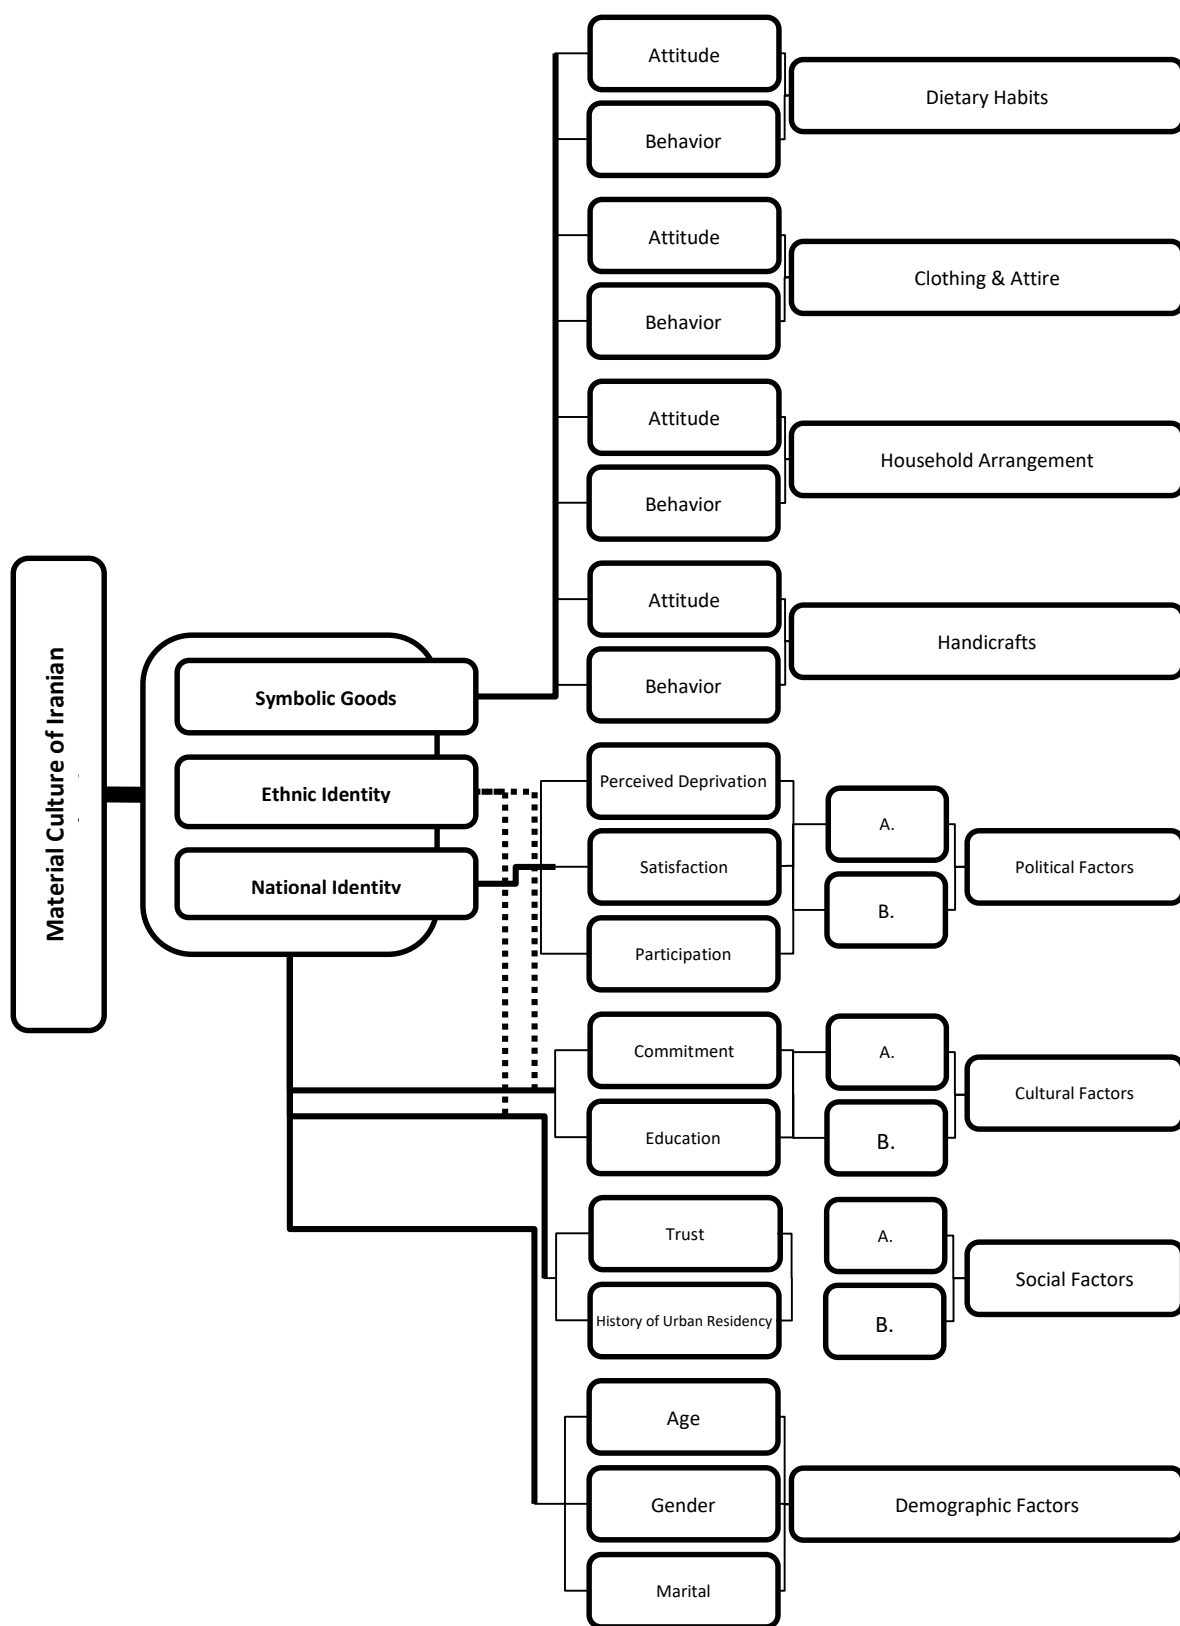 Attitude
Dietary Habits
Behavior
Attitude
Clothing & Attire
Behavior
Attitude
Household Arrangement
Behavior
Attitude
Handicrafts
Behavior
Material Culture of Iranian
Symbolic Goods
Ethnic Identity
National Identity
Perceived Deprivation
A.
Satisfaction
Political Factors
B.
Participation
Commitment
A.
Cultural Factors
Education
B.
Trust
A.
Social Factors
History of Urban Residency
B.
Age
Gender
Demographic Factors
Marital